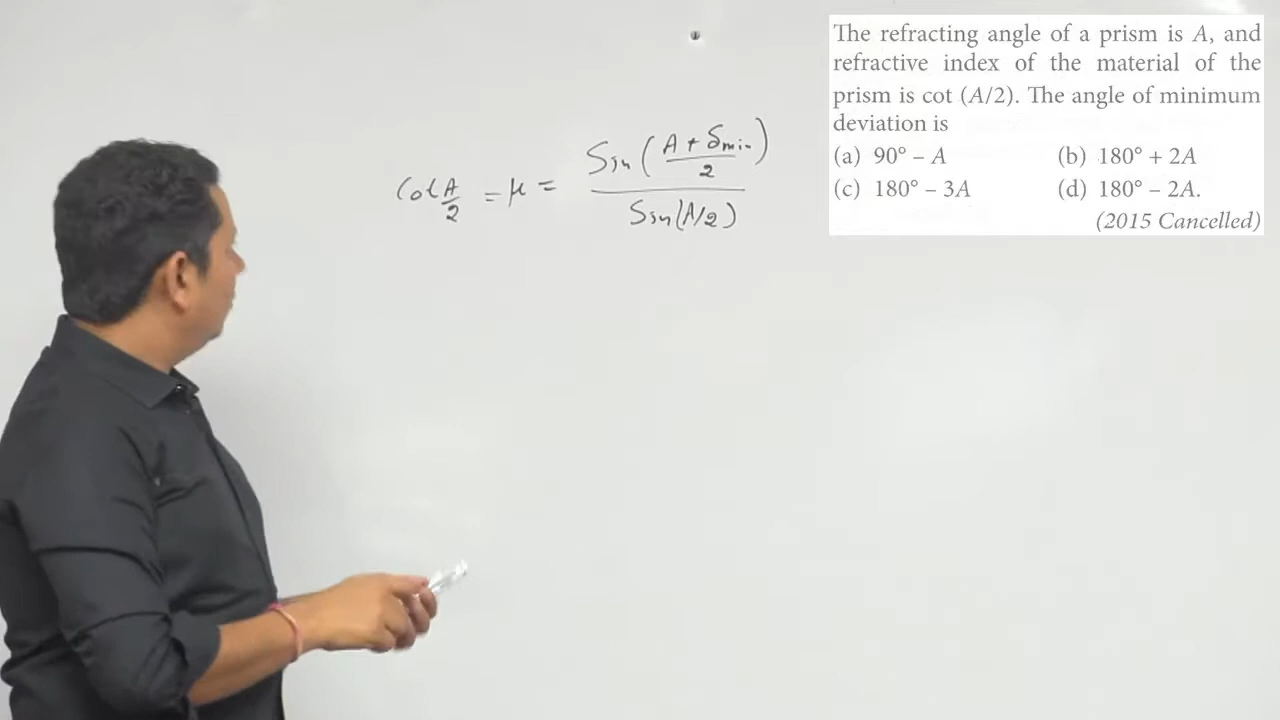 The refracting angle of a prism is A, and
refractive index of the material of the
prism is cot (A/2). The angle of minimum
deviation is
(a) 90° – A (b) 180° + 2A
(c) 180° – 3A (d) 180° – 2A.
(2015 Cancelled)
Cot A/2 = μ = Sin(A + δmin/2)
Sin(A/2)